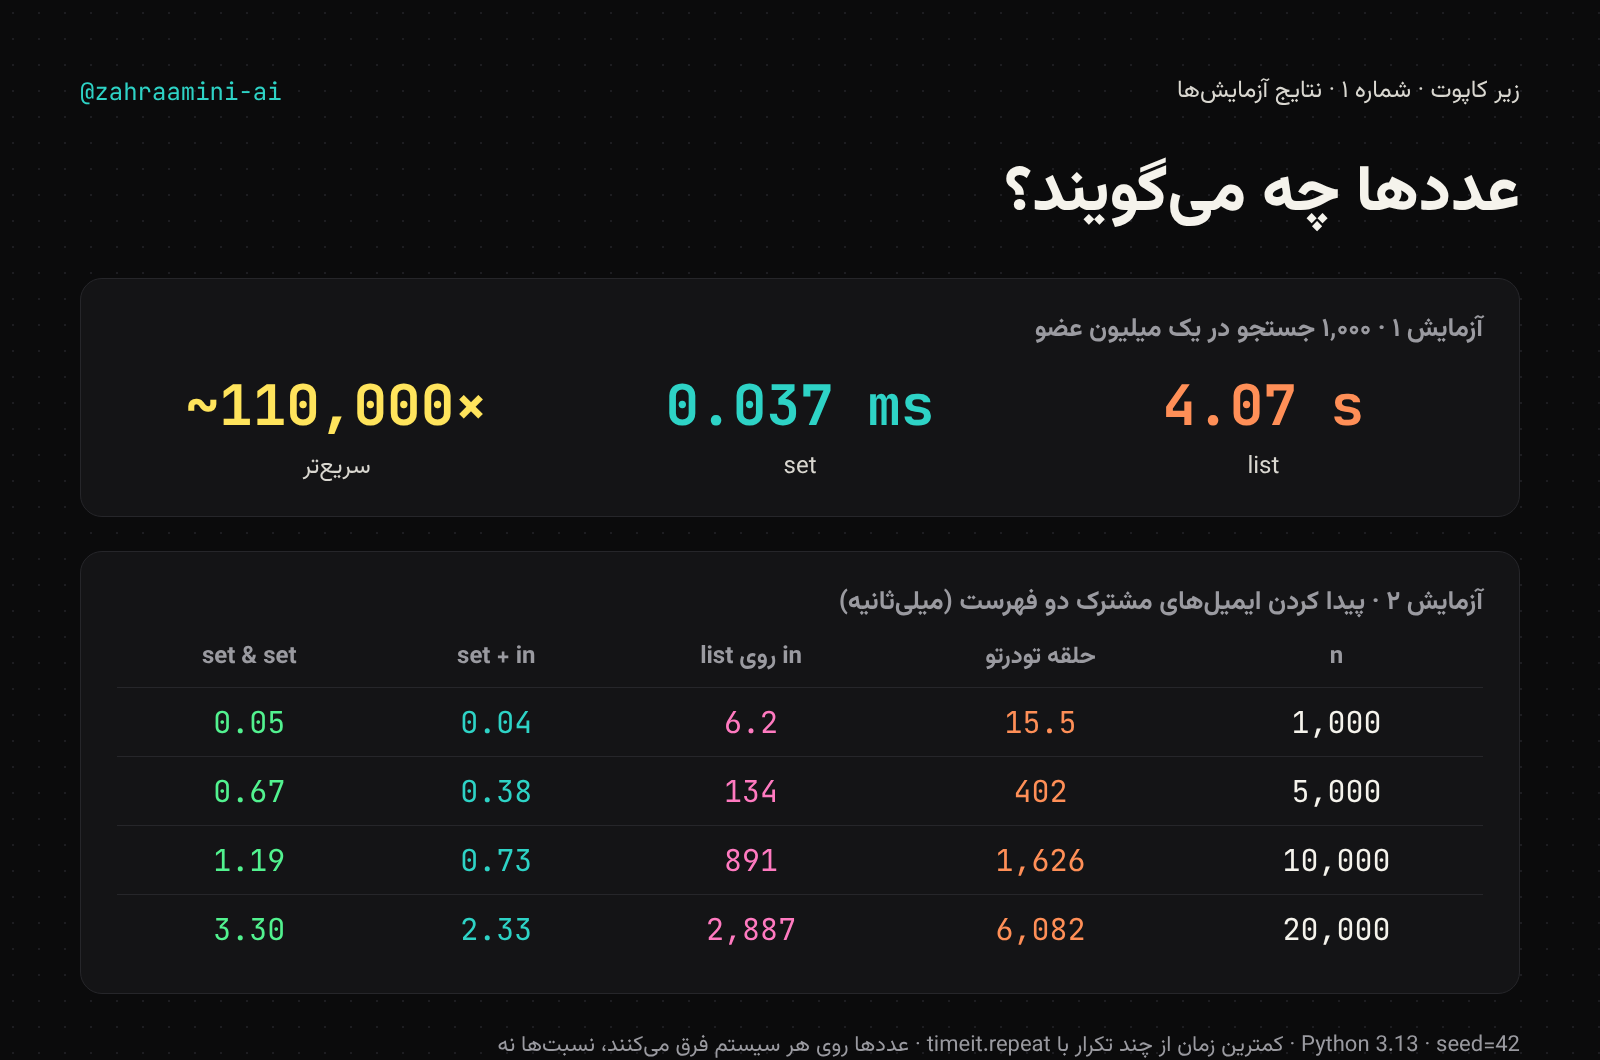 زیر کاپوت · شماره ۱ · نتایج آزمایش‌ها
@zahraamini-ai
عددها چه می‌گویند؟
آزمایش ۱ · ۱,۰۰۰ جستجو در یک میلیون عضو
4.07 s
list
0.037 ms
set
~110,000×
سریع‌تر
آزمایش ۲ · پیدا کردن ایمیل‌های مشترک دو فهرست (میلی‌ثانیه)
n حلقه تودرتو in روی list set + in set & set
1,000 15.5 6.2 0.04 0.05
5,000 402 134 0.38 0.67
10,000 1,626 891 0.73 1.19
20,000 6,082 2,887 2.33 3.30
Python 3.13 · seed=42 · کمترین زمان از چند تکرار با timeit.repeat · عددها روی هر سیستم فرق می‌کنند، نسبت‌ها نه